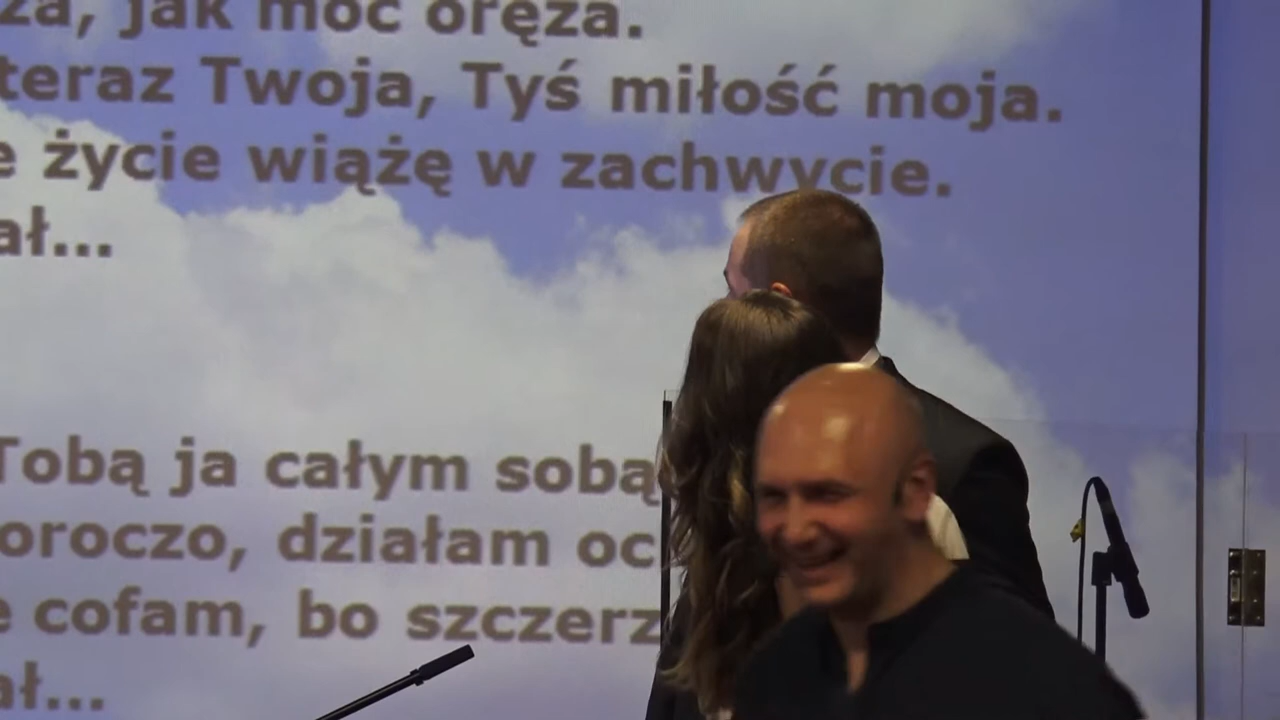 za, jak moc oręża.
teraz Twoja, Tyś miłość moja.
e życie wiążę w zachwycie.
ał...
Tobą ja całym sobą
oroczo, działam oc
e cofam, bo szczerz
ał...